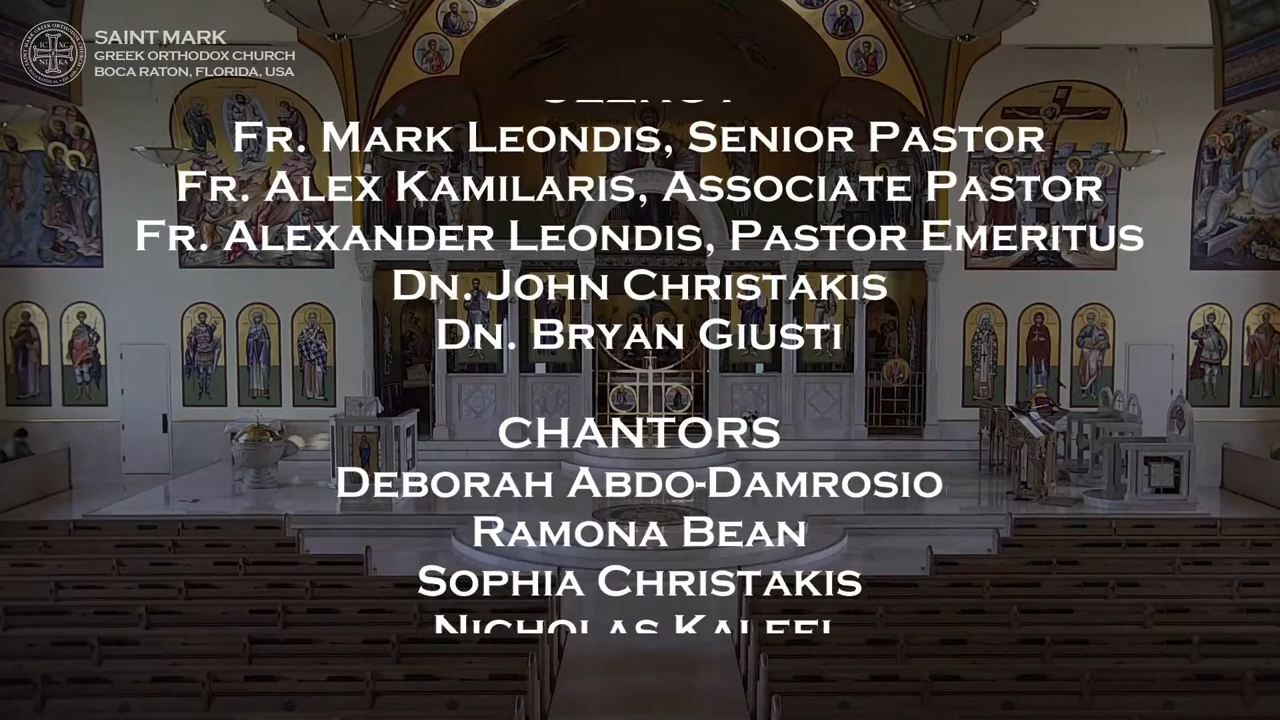 SAINT MARK
GREEK ORTHODOX CHURCH
BOCA RATON, FLORIDA, USA
Fr. Mark Leondis, Senior Pastor
Fr. Alex Kamilaris, Associate Pastor
Fr. Alexander Leondis, Pastor Emeritus
Dn. John Christakis
Dn. Bryan Giusti
CHANTORS
Deborah Abdo-Damrosio
Ramona Bean
Sophia Christakis
Nicholas